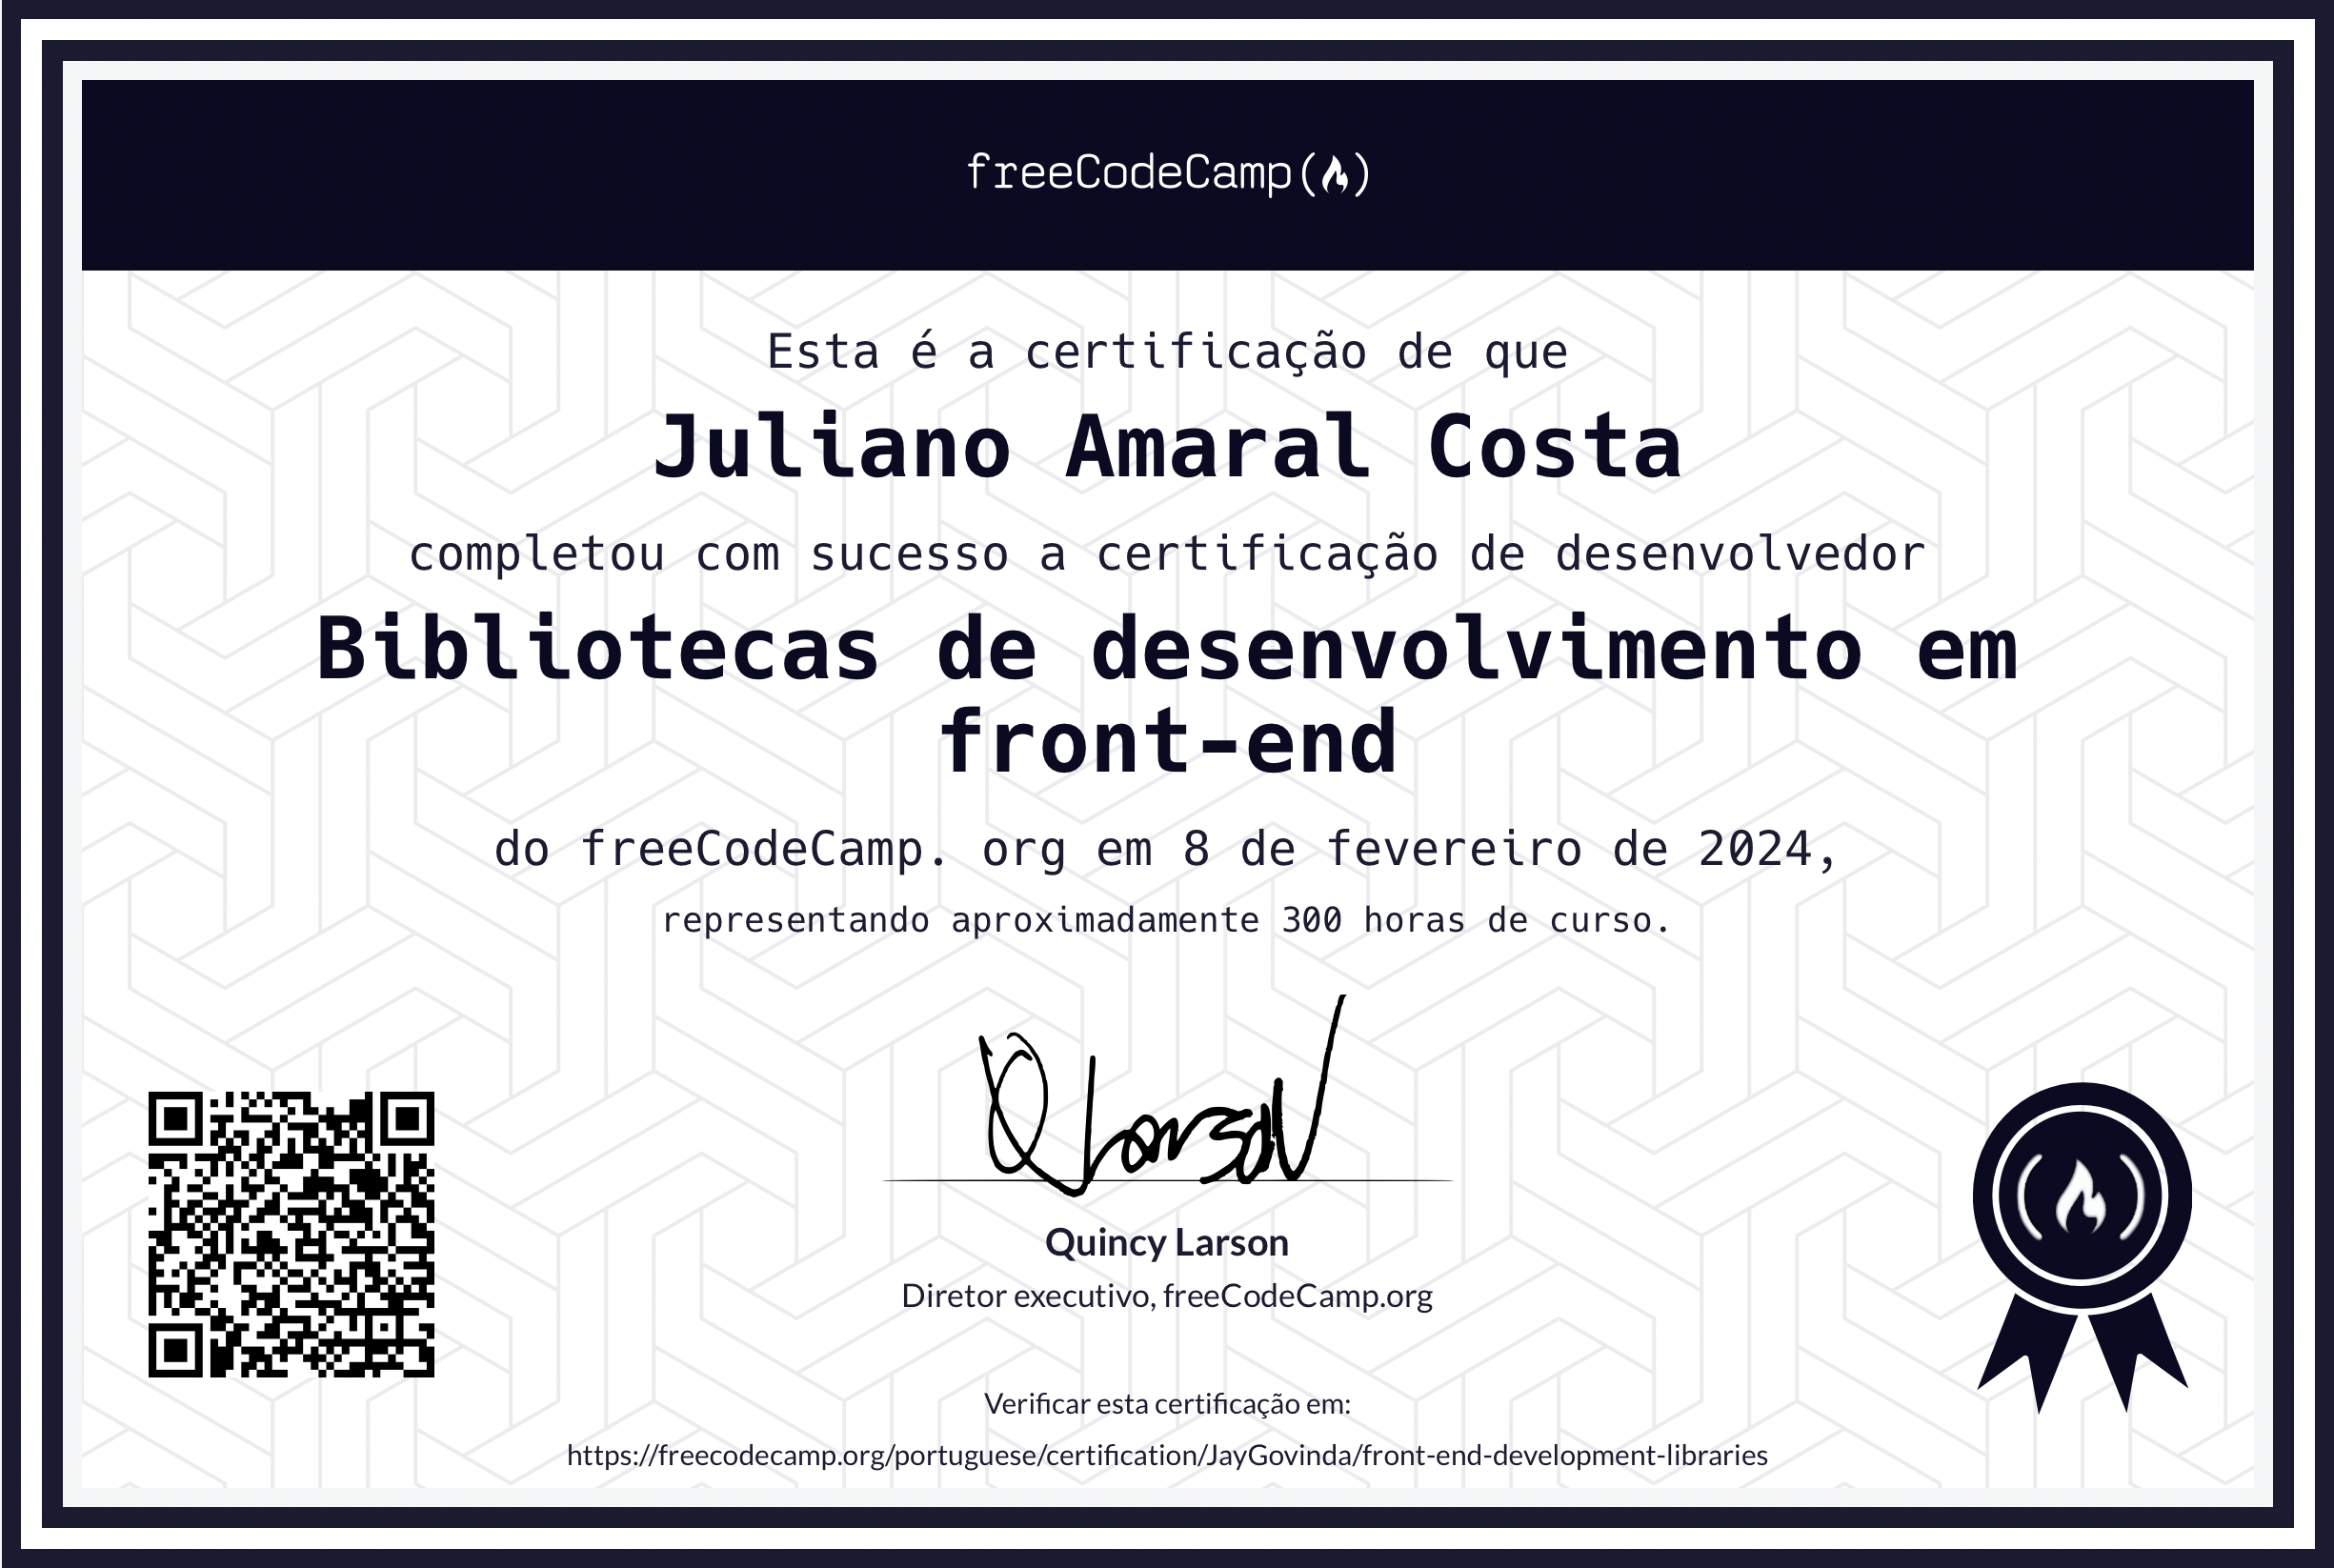 freeCodeCamp
Esta é a certificação de que
Juliano Amaral Costa
completou com sucesso a certificação de desenvolvedor
Bibliotecas de desenvolvimento em
front-end
do freeCodeCamp. org em 8 de fevereiro de 2024,
representando aproximadamente 300 horas de curso.
Quincy Larson
Diretor executivo, freeCodeCamp.org
Verificar esta certificação em:
https://freecodecamp.org/portuguese/certification/JayGovinda/front-end-development-libraries